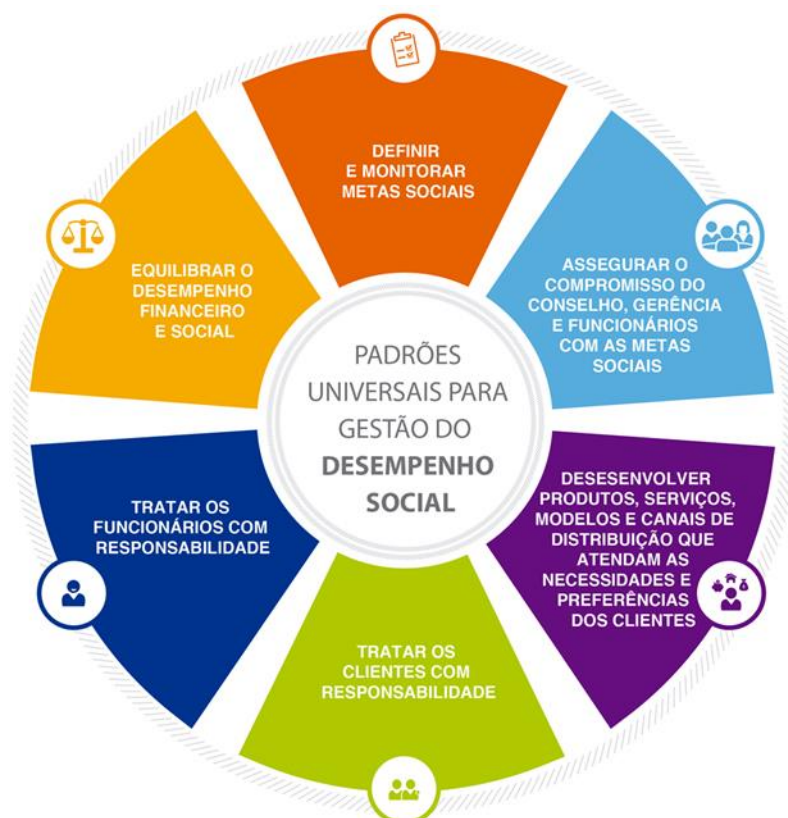 DEFINIR
E MONITORAR
METAS SOCIAIS
ASSEGURAR O
COMPROMISSO DO
CONSELHO, GERÊNCIA
E FUNCIONÁRIOS
COM AS METAS
SOCIAIS
DESESENVOLVER
PRODUTOS, SERVIÇOS,
MODELOS E CANAIS DE
DISTRIBUIÇÃO QUE
ATENDAM AS
NECESSIDADES E
PREFERÊNCIAS
DOS CLIENTES
TRATAR OS
CLIENTES COM
RESPONSABILIDADE
TRATAR OS
FUNCIONÁRIOS COM
RESPONSABILIDADE
EQUILIBRAR O
DESEMPENHO
FINANCEIRO
E SOCIAL
PADRÕES
UNIVERSAIS PARA
GESTÃO DO
DESEMPENHO
SOCIAL